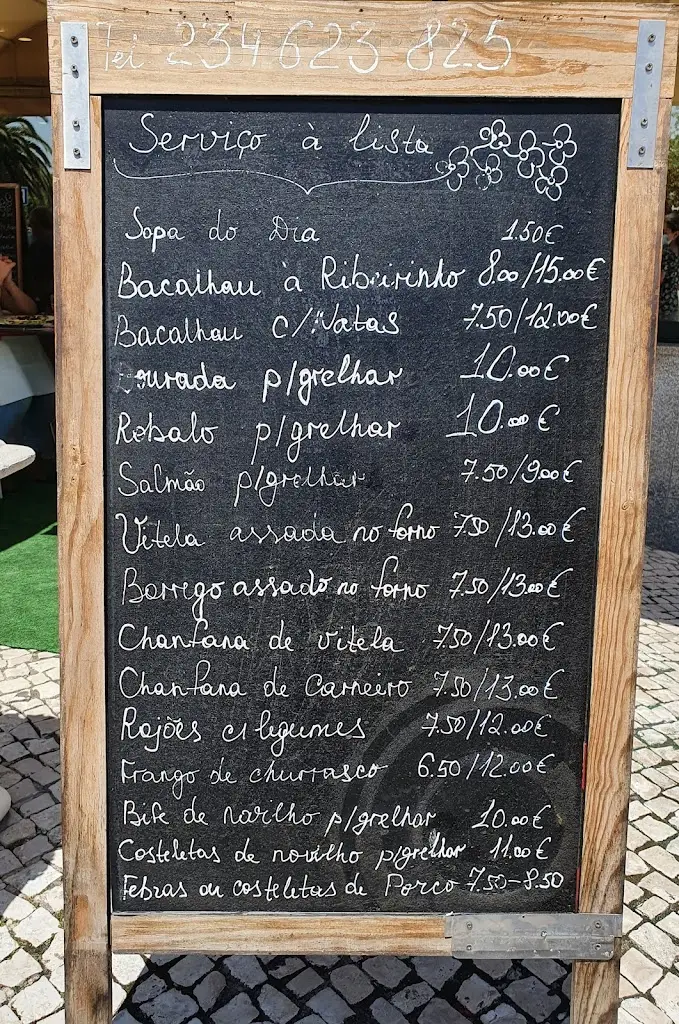 Tel 234 623 825
Serviço à lista
Sopa do Dia 1.50€
Bacalhau à Ribeirinho 8.00/15.00€
Bacalhau c/Natas 7.50/12.00€
Dourada p/grelhar 10.00€
Robalo p/grelhar 10.00€
Salmão p/grelhar 7.50/9.00€
Vitela assada no forno 7.50/13.00€
Borrego assado no forno 7.50/13.00€
Chanfana de vitela 7.50/13.00€
Chanfana de Carneiro 7.50/13.00€
Rojões c/legumes 7.50/12.00€
Frango de churrasco 6.50/12.00€
Bife de novilho p/grelhar 10.00€
Costeletas de novilho p/grelhar 11.00€
Febras ou costeletas de Porco 7.50-8.50